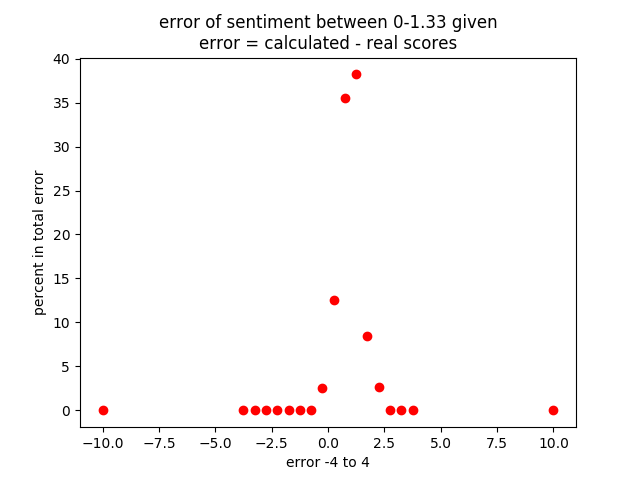 error of sentiment between 0-1.33 given
error = calculated - real scores
40
35
30
25
20
15
10
5
0
percent in total error
−10.0 −7.5 −5.0 −2.5 0.0 2.5 5.0 7.5 10.0
error -4 to 4